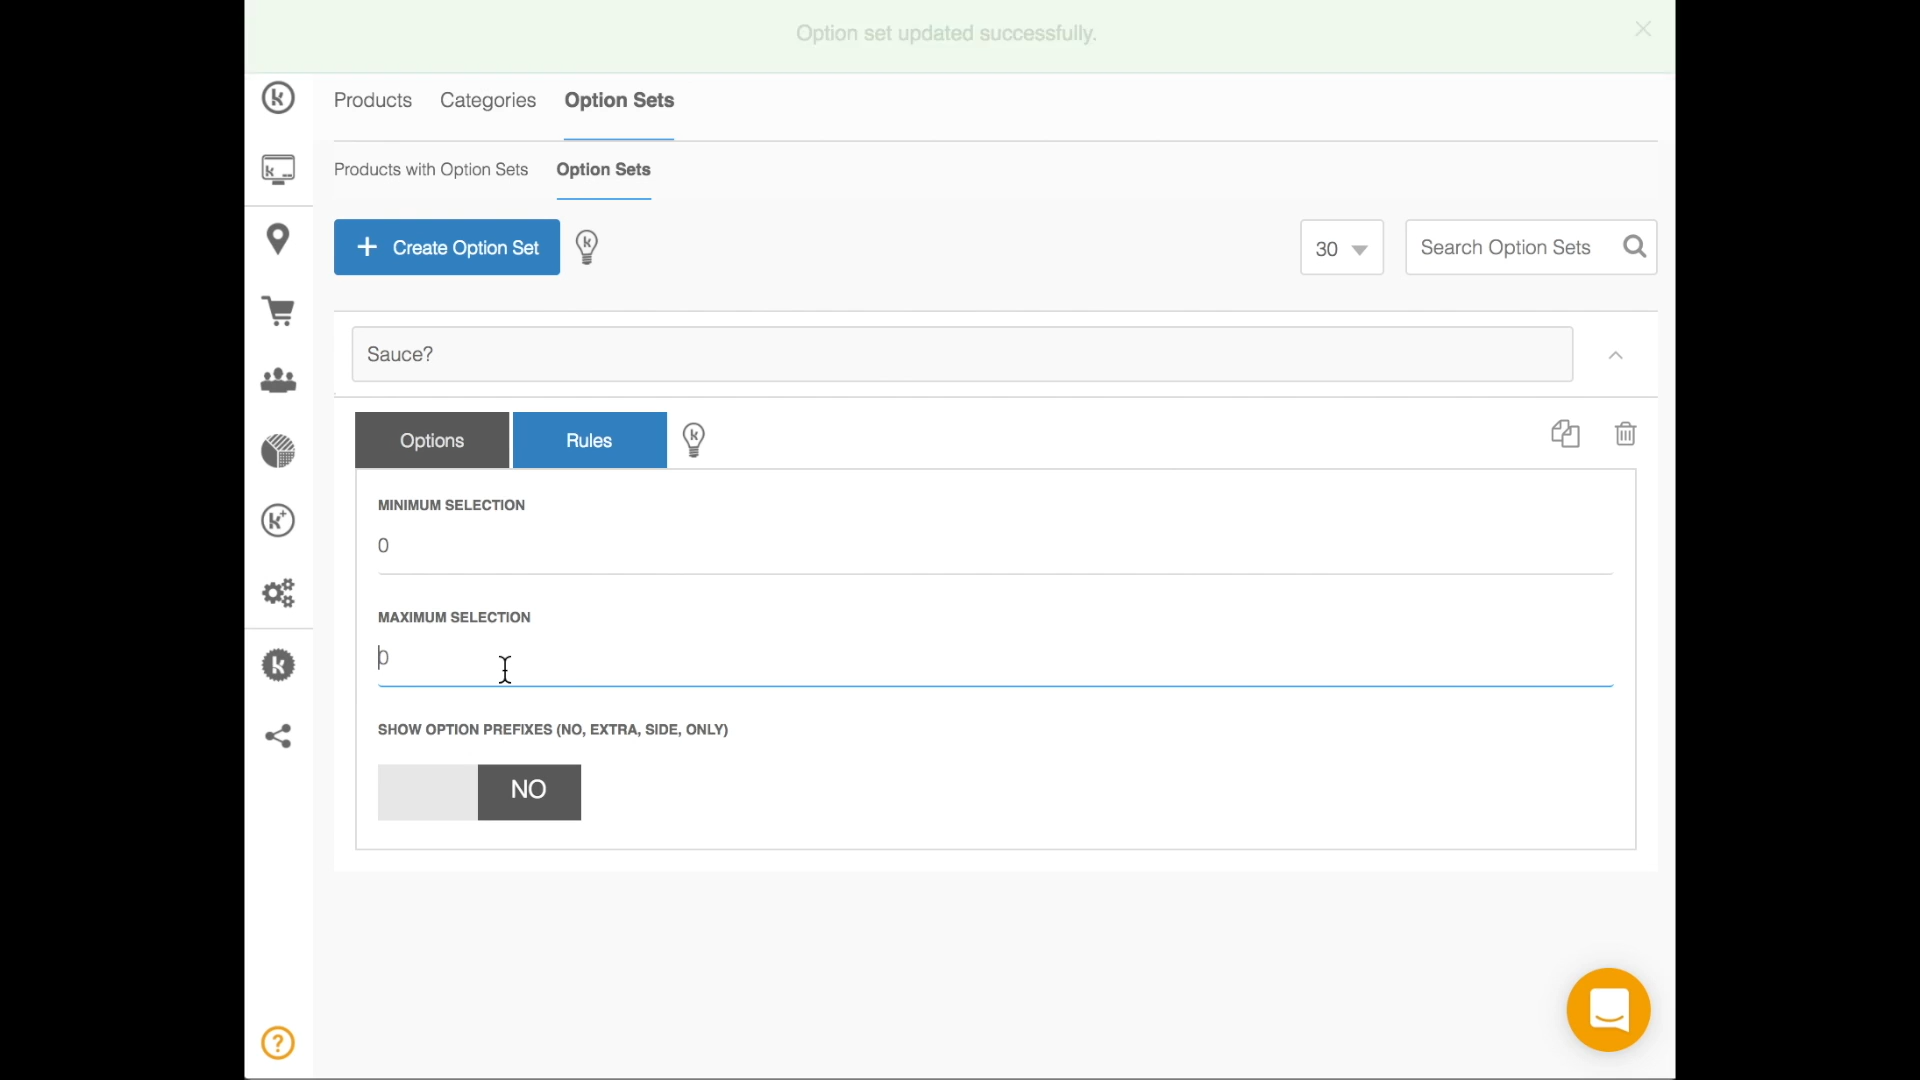 Option set updated successfully.
Products Categories Option Sets
Products with Option Sets Option Sets
+ Create Option Set
30
Search Option Sets
Sauce?
Options Rules
MINIMUM SELECTION
0
MAXIMUM SELECTION
0
SHOW OPTION PREFIXES (NO, EXTRA, SIDE, ONLY)
NO